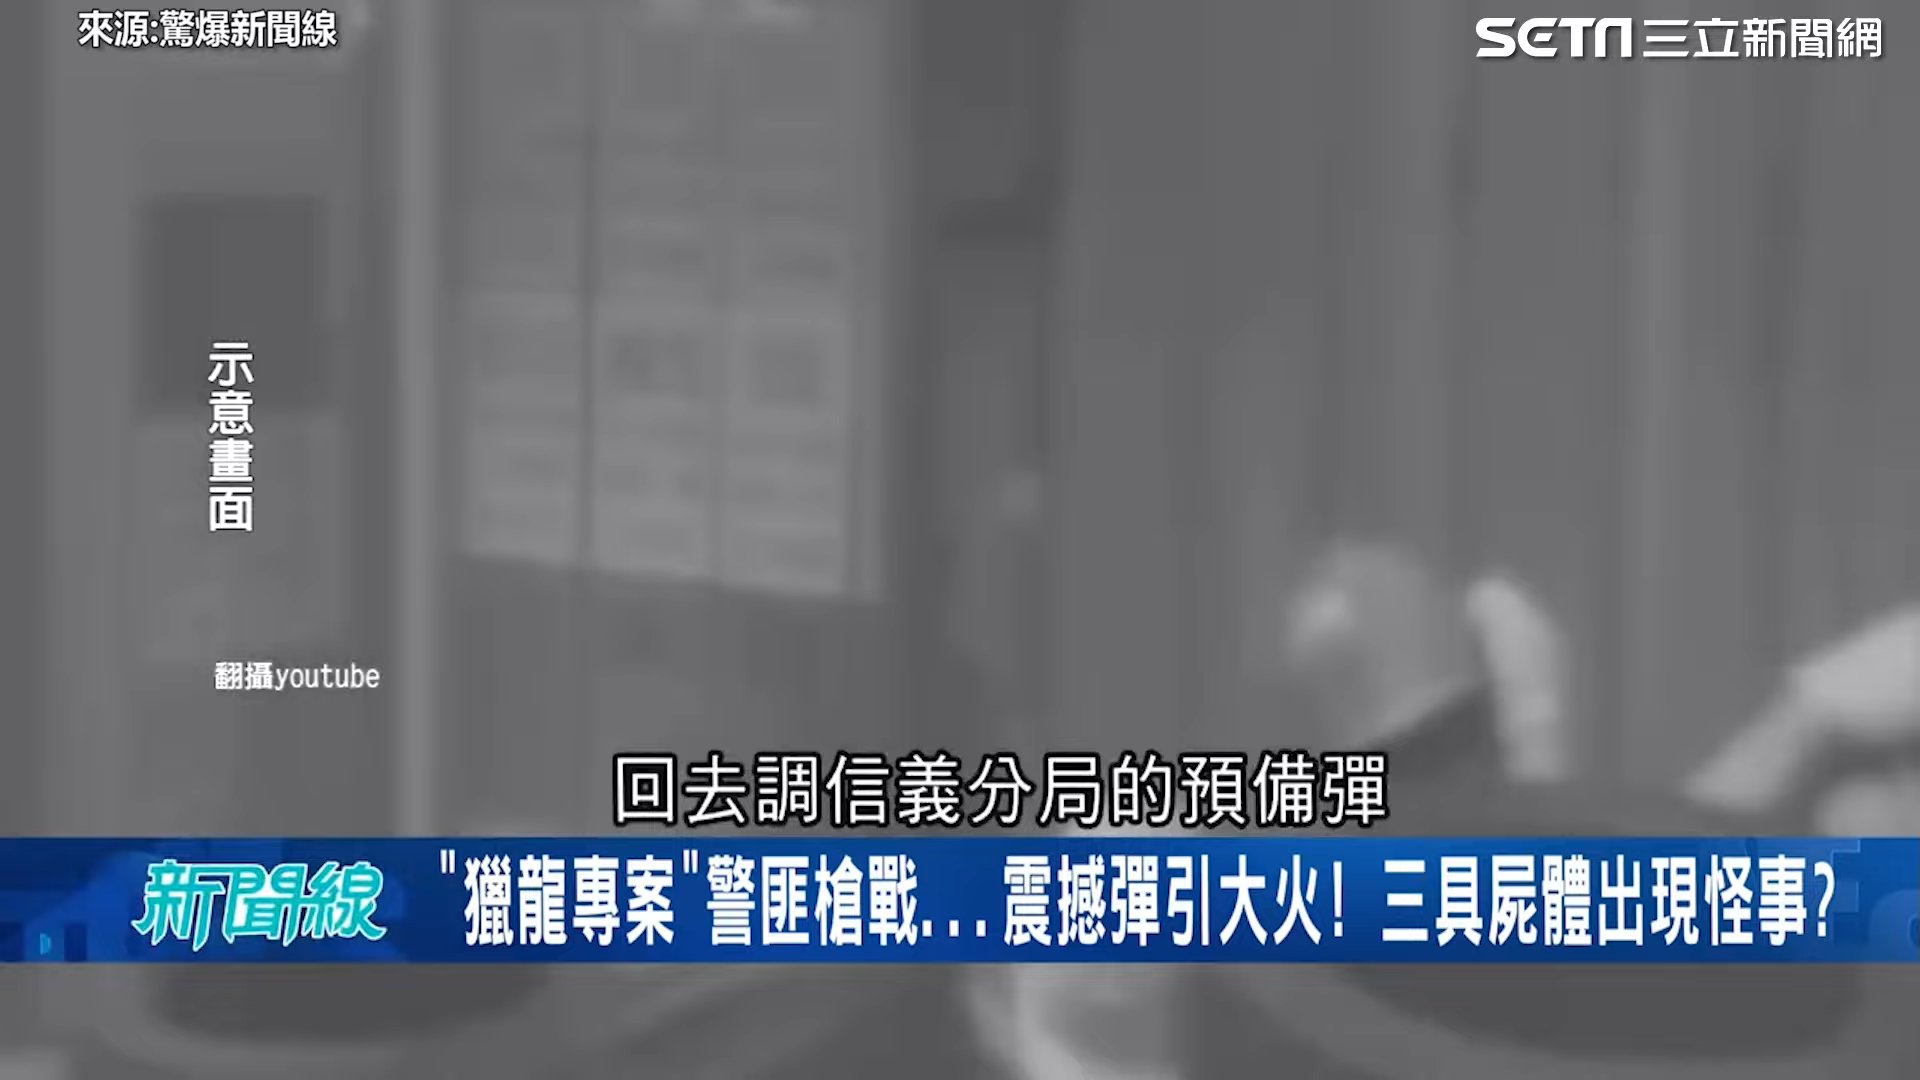 來源:驚爆新聞線
SETN三立新聞網
示意畫面
翻攝youtube
回去調信義分局的預備彈
新聞線
"獵龍專案"警匪槍戰...震撼彈引大火! 三具屍體出現怪事?